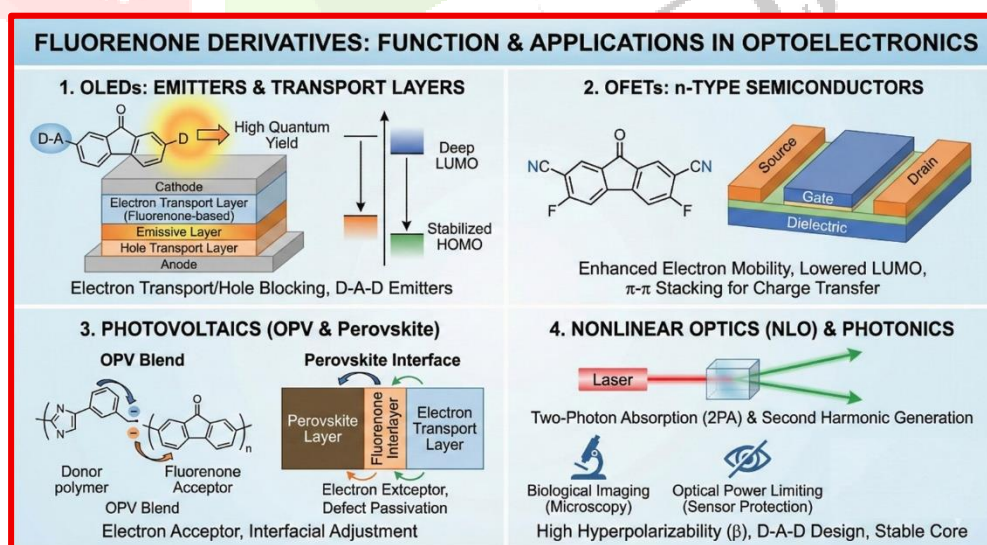 FLUORENONE DERIVATIVES: FUNCTION & APPLICATIONS IN OPTOELECTRONICS
1. OLEDs: EMITTERS & TRANSPORT LAYERS
O
D-A
D
High Quantum
Yield
Deep
LUMO
Stabilized
HOMO
Cathode
Electron Transport Layer
(Fluorenone-based)
Emissive Layer
Hole Transport Layer
Anode
Electron Transport/Hole Blocking, D-A-D Emitters
2. OFETs: n-TYPE SEMICONDUCTORS
O
NC
CN
F
F
Source
Gate
Drain
Dielectric
Enhanced Electron Mobility, Lowered LUMO,
π-π Stacking for Charge Transfer
3. PHOTOVOLTAICS (OPV & Perovskite)
OPV Blend
N
N
O
n
Donor
polymer
Fluorenone
Acceptor
OPV Blend
Perovskite Interface
Perovskite
Layer
Fluorenone
Interlayer
Electron
Transport
Layer
Electron Extceptor,
Defect Passivation
Electron Acceptor, Interfacial Adjustment
4. NONLINEAR OPTICS (NLO) & PHOTONICS
Laser
Two-Photon Absorption (2PA) & Second Harmonic Generation
Biological Imaging
(Microscopy)
Optical Power Limiting
(Sensor Protection)
High Hyperpolarizability (β), D-A-D Design, Stable Core